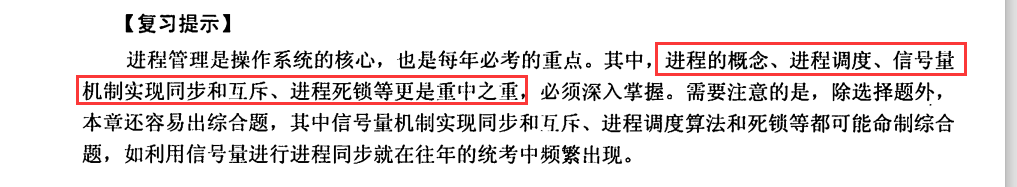 【复习提示】
进程管理是操作系统的核心，也是每年必考的重点。其中，进程的概念、进程调度、信号量
机制实现同步和互斥、进程死锁等更是重中之重，必须深入掌握。需要注意的是，除选择题外，
本章还容易出综合题，其中信号量机制实现同步和互斥、进程调度算法和死锁等都可能命制综合
题，如利用信号量进行进程同步就在往年的统考中频繁出现。